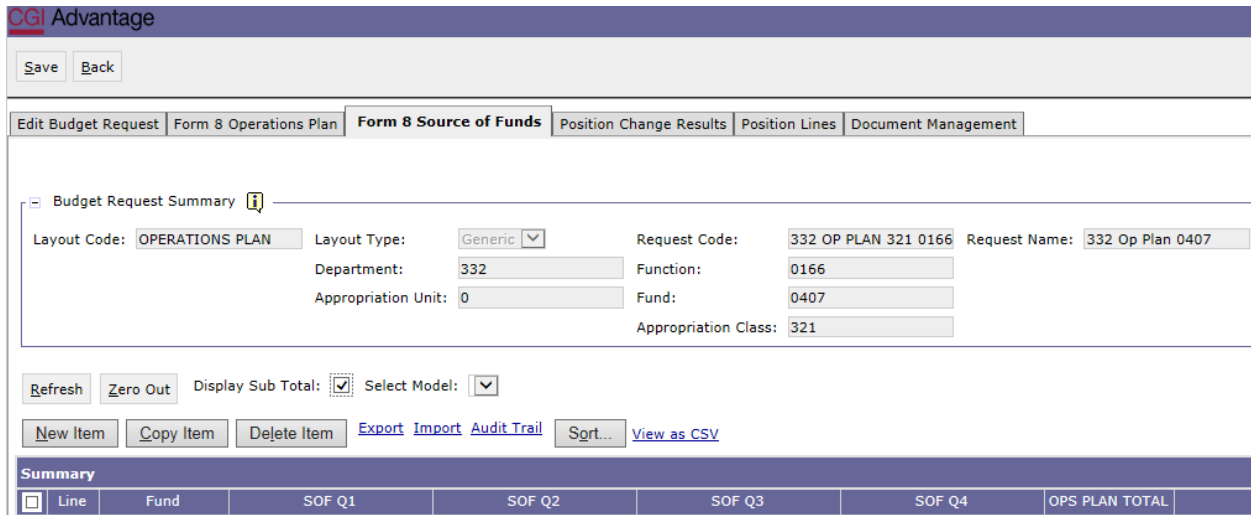 CGI Advantage
Save Back
Edit Budget Request Form 8 Operations Plan Form 8 Source of Funds Position Change Results Position Lines Document Management
Budget Request Summary
Layout Code: OPERATIONS PLAN Layout Type: Generic Request Code: 332 OP PLAN 321 0166 Request Name: 332 Op Plan 0407
Department: 332 Function: 0166
Appropriation Unit: 0 Fund: 0407
Appropriation Class: 321
Refresh Zero Out Display Sub Total: Select Model:
New Item Copy Item Delete Item Export Import Audit Trail Sort... View as CSV
Summary
Line Fund SOF Q1 SOF Q2 SOF Q3 SOF Q4 OPS PLAN TOTAL